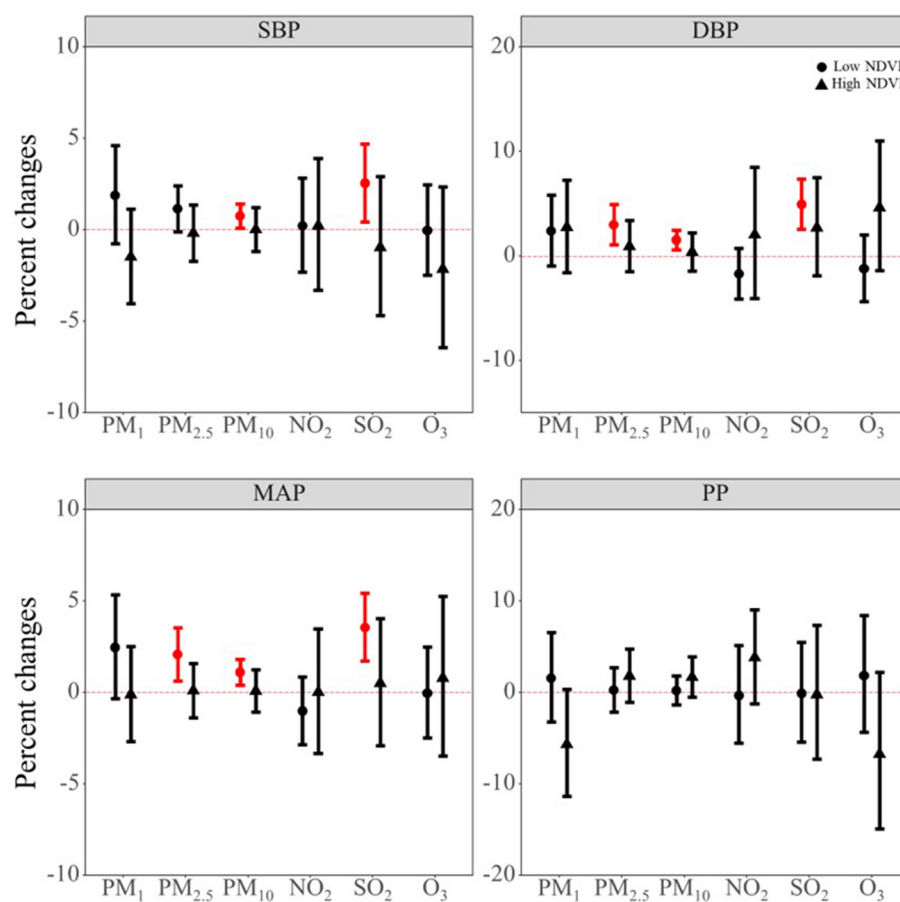 SBP
DBP
10
5
0
-5
-10
Percent changes
PM₁ PM₂.₅ PM₁₀ NO₂ SO₂ O₃
20
10
0
-10
Low NDV
High NDV
PM₁ PM₂.₅ PM₁₀ NO₂ SO₂ O₃
MAP
PP
10
5
0
-5
-10
Percent changes
PM₁ PM₂.₅ PM₁₀ NO₂ SO₂ O₃
20
10
0
-10
-20
PM₁ PM₂.₅ PM₁₀ NO₂ SO₂ O₃